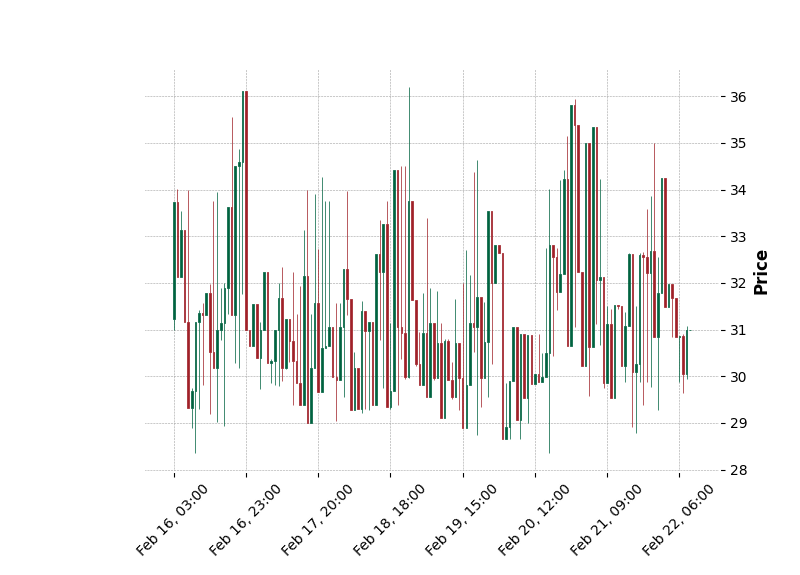 36
35
34
33
32
31
30
29
28
Price
Feb 16, 03:00
Feb 16, 23:00
Feb 17, 20:00
Feb 18, 18:00
Feb 19, 15:00
Feb 20, 12:00
Feb 21, 09:00
Feb 22, 06:00